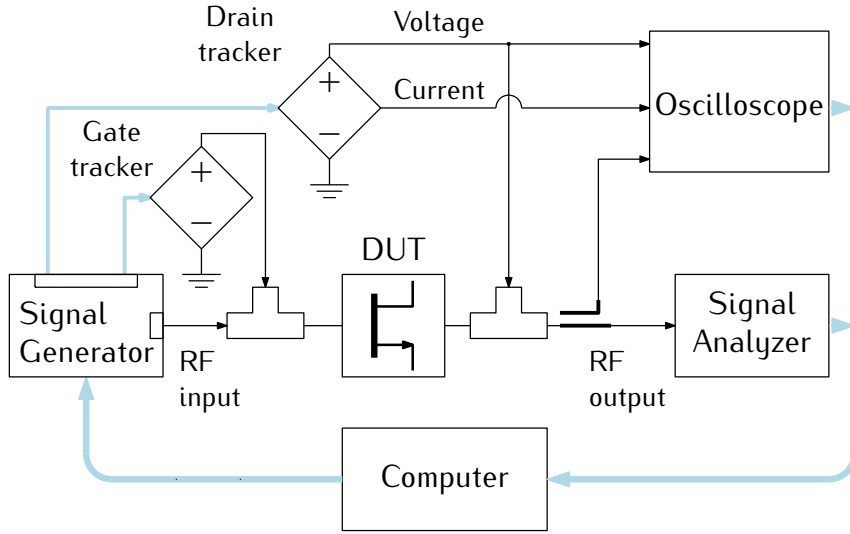 Drain
tracker
Voltage
Current
Oscilloscope
Gate
tracker
+
−
+
−
DUT
Signal
Generator
Signal
Analyzer
RF
input
RF
output
Computer